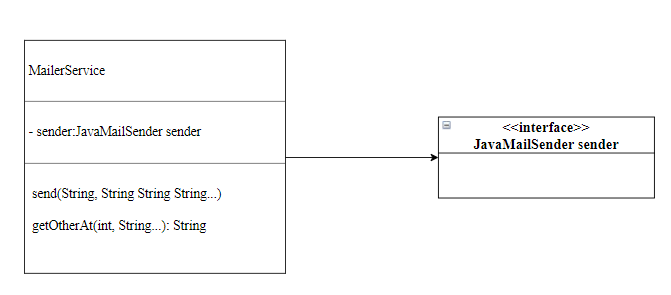 MailerService
- sender:JavaMailSender sender
send(String, String String String...)
getOtherAt(int, String...): String
<<interface>>
JavaMailSender sender